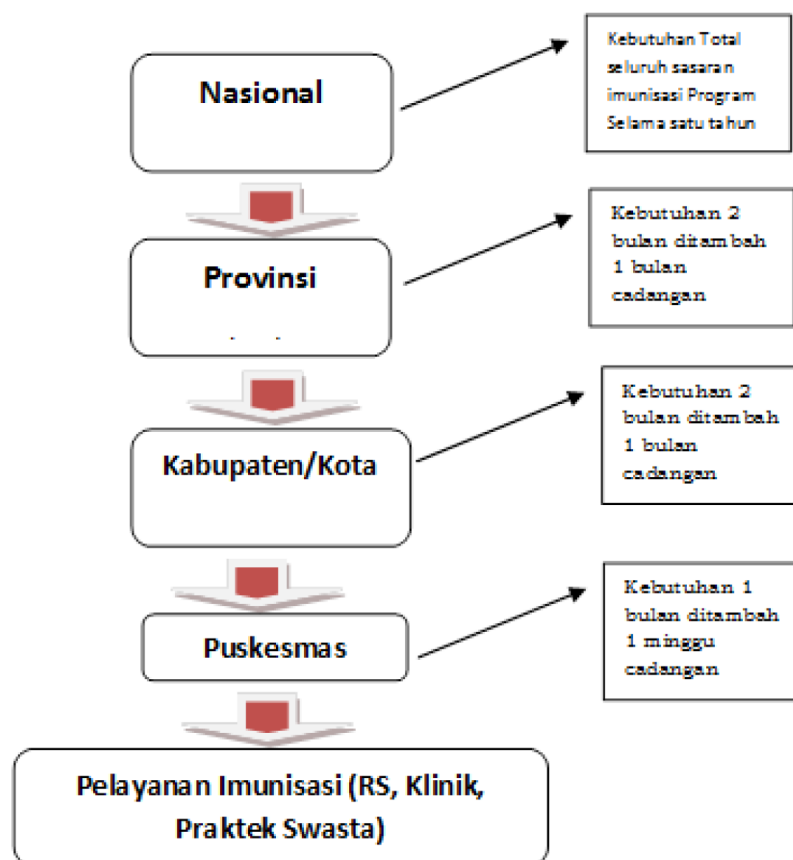 Nasional
Kebutuhan Total
seluruh sasaran
imunisasi Program
Selama satu tahun
Provinsi
Kebutuhan 2
bulan ditambah
1 bulan
cadangan
Kabupaten/Kota
Kebutuhan 2
bulan ditambah
1 bulan
cadangan
Puskesmas
Kebutuhan 1
bulan ditambah
1 minggu
cadangan
Pelayanan Imunisasi (RS, Klinik,
Praktek Swasta)